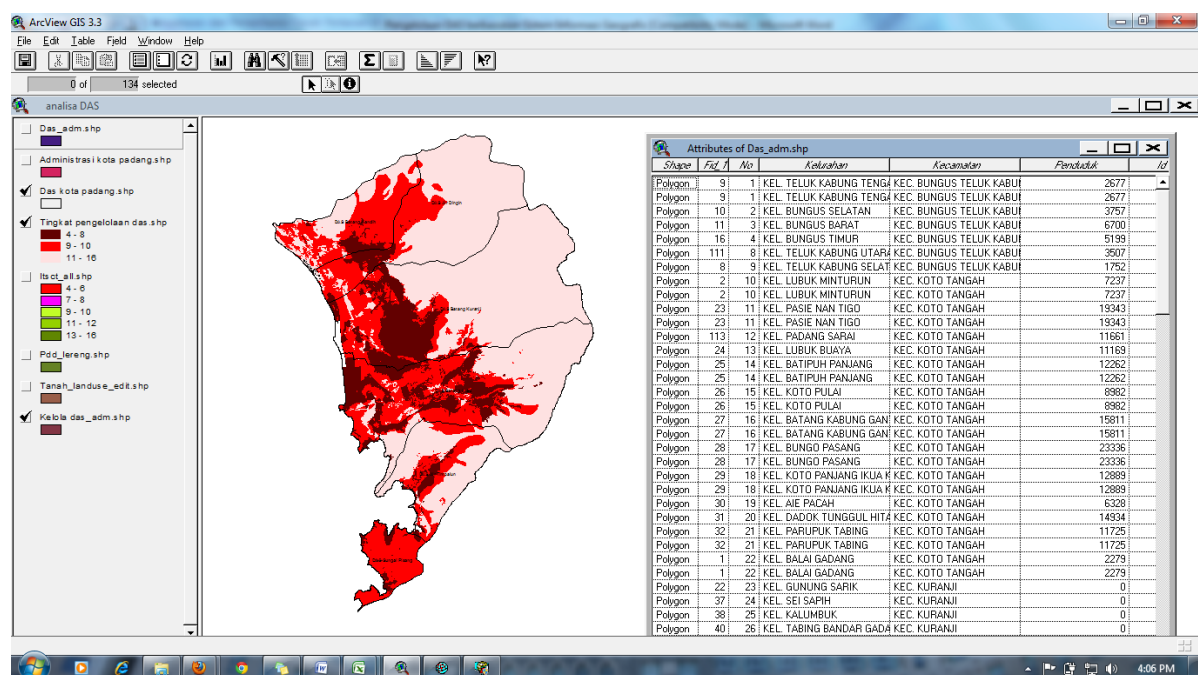 ArcView GIS 3.3
File Edit Table Field Window Help
0 of 134 selected
analisa DAS
Das_adm.shp
Administrasi kota padang.shp
Das kota padang.shp
Tingkat pengelolaan das.shp
4 - 8
9 - 10
11 - 16
Itsct_all.shp
4 - 6
7 - 8
9 - 10
11 - 12
13 - 16
Pdd_lereng.shp
Tanah_landuse_edit.shp
Kelola das_adm.shp
Attributes of Das_adm.shp
Shape Fid_1 No Kelurahan Kecamatan Penduduk Id
Polygon 9 1 KEL. TELUK KABUNG TENGA KEC. BUNGUS TELUK KABU 2677
Polygon 9 1 KEL. TELUK KABUNG TENGA KEC. BUNGUS TELUK KABU 2677
Polygon 10 2 KEL. BUNGUS SELATAN KEC. BUNGUS TELUK KABU 3757
Polygon 11 3 KEL. BUNGUS BARAT KEC. BUNGUS TELUK KABU 6700
Polygon 16 4 KEL. BUNGUS TIMUR KEC. BUNGUS TELUK KABU 5199
Polygon 111 8 KEL. TELUK KABUNG UTARA KEC. BUNGUS TELUK KABU 3507
Polygon 8 9 KEL. TELUK KABUNG SELAT KEC. BUNGUS TELUK KABU 1752
Polygon 2 10 KEL. LUBUK MINTURUN KEC. KOTO TANGAH 7237
Polygon 2 10 KEL. LUBUK MINTURUN KEC. KOTO TANGAH 7237
Polygon 23 11 KEL. PASIE NAN TIGO KEC. KOTO TANGAH 19343
Polygon 23 11 KEL. PASIE NAN TIGO KEC. KOTO TANGAH 19343
Polygon 113 12 KEL. PADANG SARAI KEC. KOTO TANGAH 11661
Polygon 24 13 KEL. LUBUK BUAYA KEC. KOTO TANGAH 11169
Polygon 25 14 KEL. BATIPUH PANJANG KEC. KOTO TANGAH 12262
Polygon 25 14 KEL. BATIPUH PANJANG KEC. KOTO TANGAH 12262
Polygon 26 15 KEL. KOTO PULAI KEC. KOTO TANGAH 8982
Polygon 26 15 KEL. KOTO PULAI KEC. KOTO TANGAH 8982
Polygon 27 16 KEL. BATANG KABUNG GAN KEC. KOTO TANGAH 15811
Polygon 27 16 KEL. BATANG KABUNG GAN KEC. KOTO TANGAH 15811
Polygon 28 17 KEL. BUNGO PASANG KEC. KOTO TANGAH 23336
Polygon 28 17 KEL. BUNGO PASANG KEC. KOTO TANGAH 23336
Polygon 29 18 KEL. KOTO PANJANG IKUA K KEC. KOTO TANGAH 12889
Polygon 29 18 KEL. KOTO PANJANG IKUA K KEC. KOTO TANGAH 12889
Polygon 30 19 KEL. AIE PACAH KEC. KOTO TANGAH 6328
Polygon 31 20 KEL. DADOK TUNGGUL HITA KEC. KOTO TANGAH 14934
Polygon 32 21 KEL. PARUPUK TABING KEC. KOTO TANGAH 11725
Polygon 32 21 KEL. PARUPUK TABING KEC. KOTO TANGAH 11725
Polygon 1 22 KEL. BALAI GADANG KEC. KOTO TANGAH 2279
Polygon 1 22 KEL. BALAI GADANG KEC. KOTO TANGAH 2279
Polygon 22 23 KEL. GUNUNG SARIK KEC. KURANJI 0
Polygon 37 24 KEL. SEI SAPIH KEC. KURANJI 0
Polygon 38 25 KEL. KALUMBUK KEC. KURANJI 0
Polygon 40 26 KEL. TABING BANDAR GADA KEC. KURANJI 0
4:06 PM